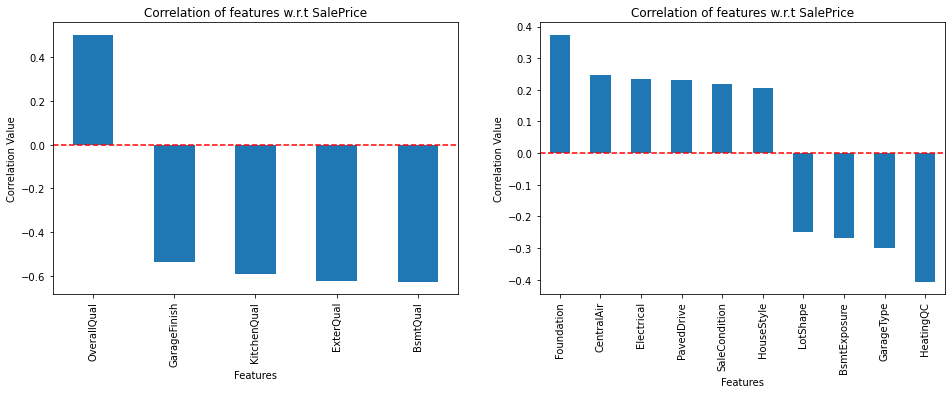 Correlation of features w.r.t SalePrice
0.4
0.2
0.0
−0.2
−0.4
−0.6
Correlation Value
OverallQual
GarageFinish
KitchenQual
ExterQual
BsmtQual
Features
Correlation of features w.r.t SalePrice
0.4
0.3
0.2
0.1
0.0
−0.1
−0.2
−0.3
−0.4
Correlation Value
Foundation
CentralAir
Electrical
PavedDrive
SaleCondition
HouseStyle
LotShape
BsmtExposure
GarageType
HeatingQC
Features